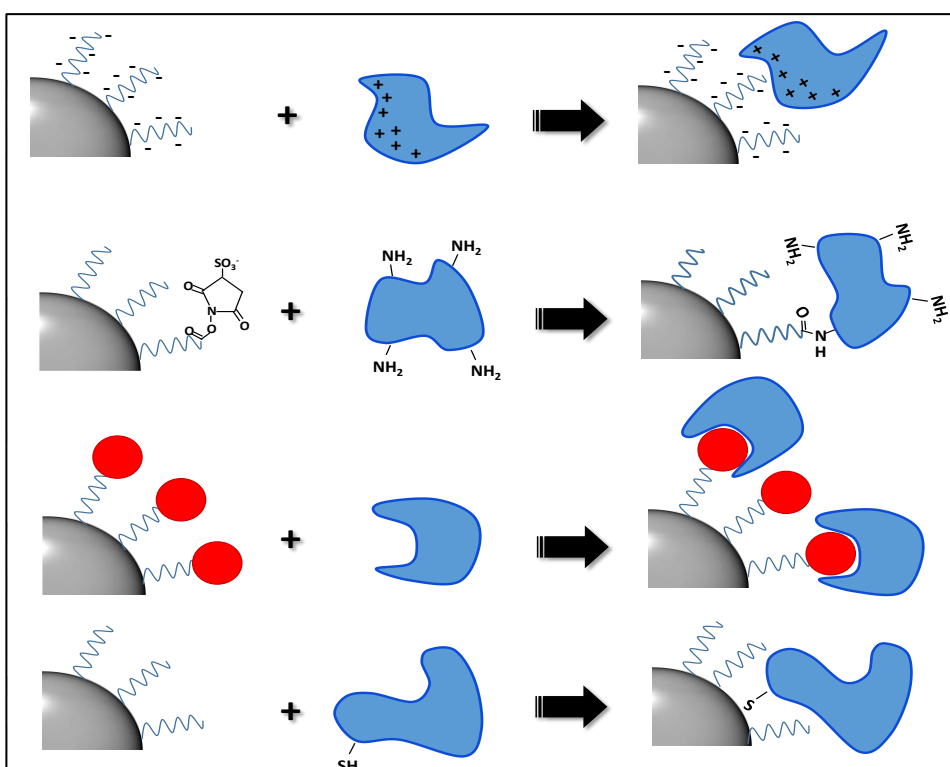 +
+ + + + + + +
+ + + + + + +
SO₃⁻
O
N
O
O
O
+
NH₂
NH₂
NH₂
NH₂
NH₂
NH₂
NH₂
O
N
H
+
+
SH
S